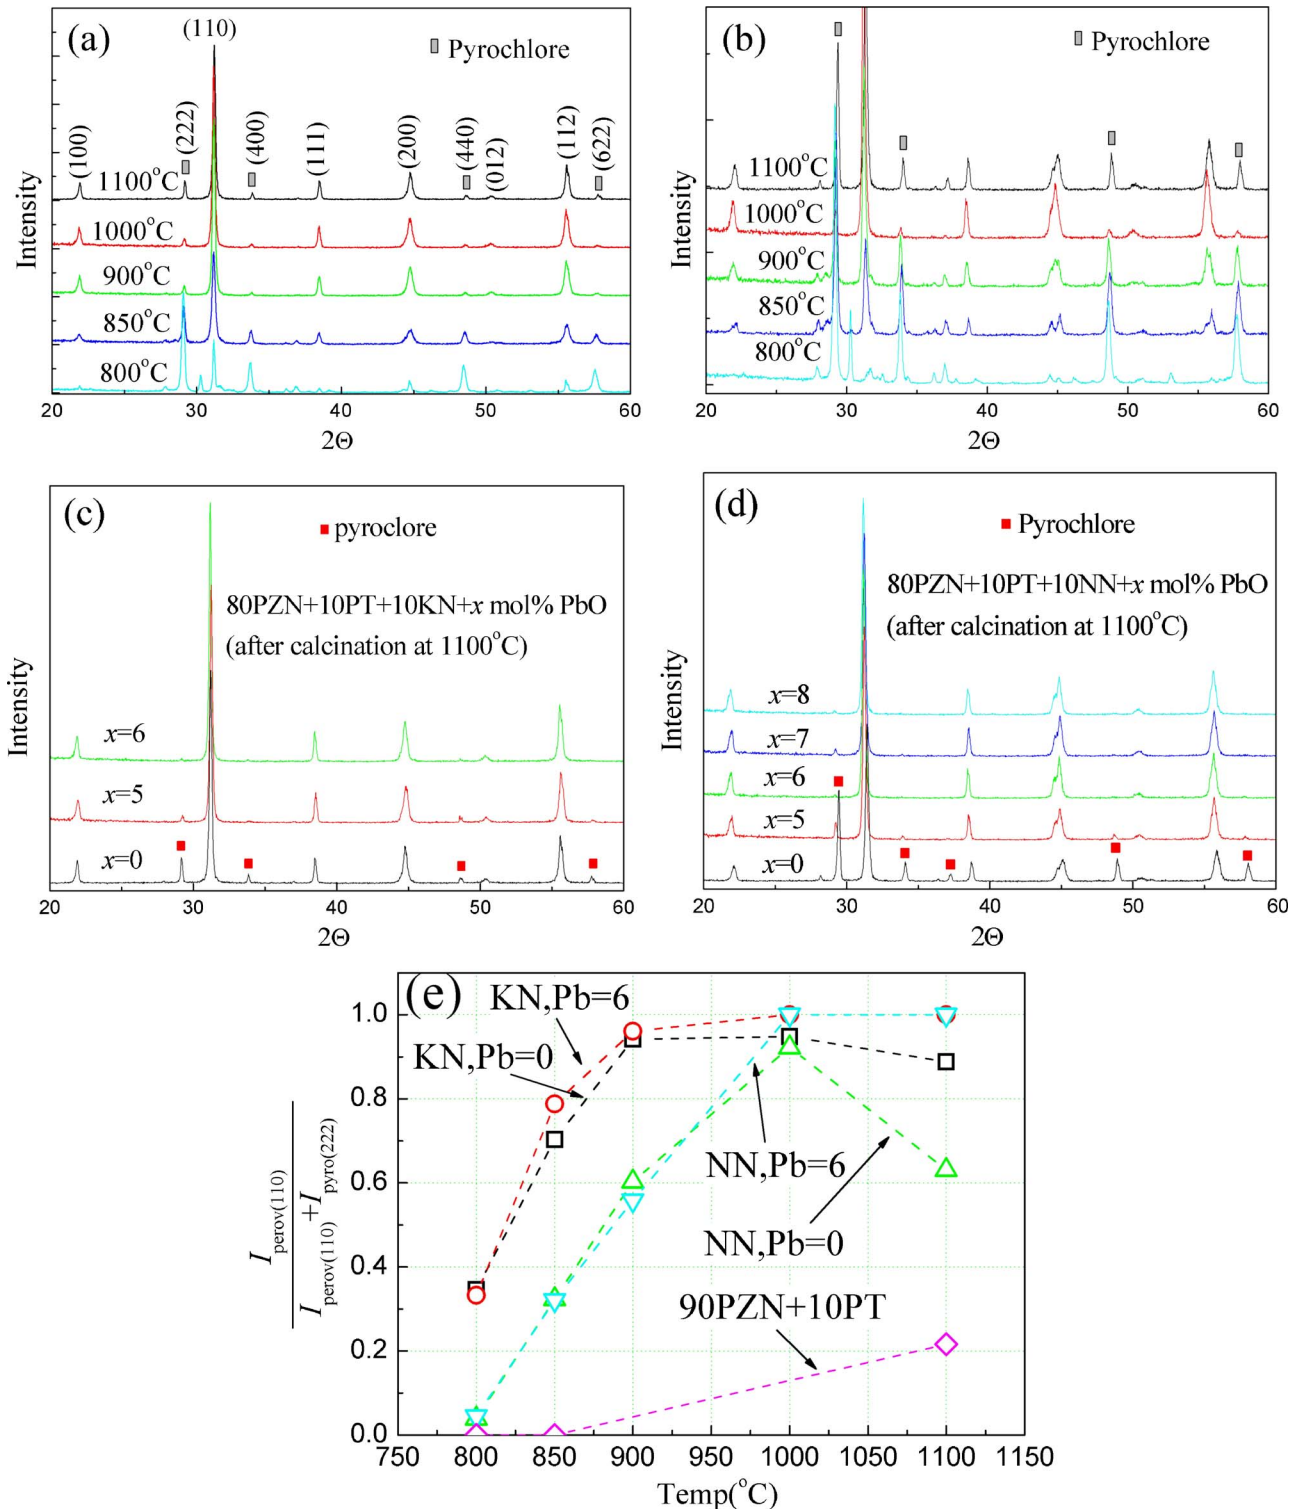 (a)
(110)
Pyrochlore
(100)
(222)
(400)
(111)
(200)
(440)
(012)
(112)
(622)
1100°C
1000°C
900°C
850°C
800°C
Intensity
20 30 40 50 60
2Θ
(b)
Pyrochlore
1100°C
1000°C
900°C
850°C
800°C
Intensity
20 30 40 50 60
2Θ
(c)
pyroclore
80PZN+10PT+10KN+x mol% PbO
(after calcination at 1100°C)
x=6
x=5
x=0
Intensity
20 30 40 50 60
2Θ
(d)
Pyrochlore
80PZN+10PT+10NN+x mol% PbO
(after calcination at 1100°C)
x=8
x=7
x=6
x=5
x=0
Intensity
20 30 40 50 60
2Θ
(e)
KN,Pb=6
KN,Pb=0
NN,Pb=6
NN,Pb=0
90PZN+10PT
1.0
0.8
0.6
0.4
0.2
0.0
I perov(110)
I perov(110) +I pyro(222)
750 800 850 900 950 1000 1050 1100 1150
Temp(°C)